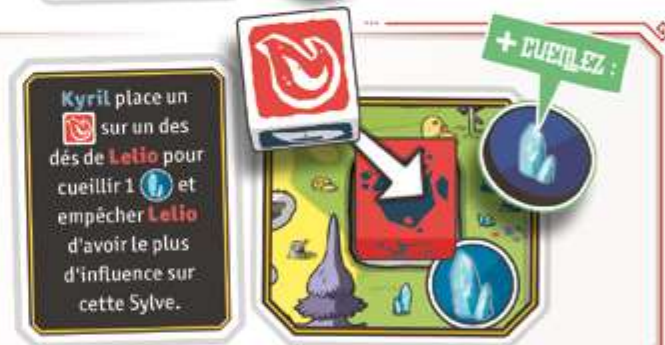 + CUEILLEZ :
Kyril place un
sur un des
dés de Lelio pour
cueillir 1 et
empêcher Lelio
d'avoir le plus
d'influence sur
cette Sylve.